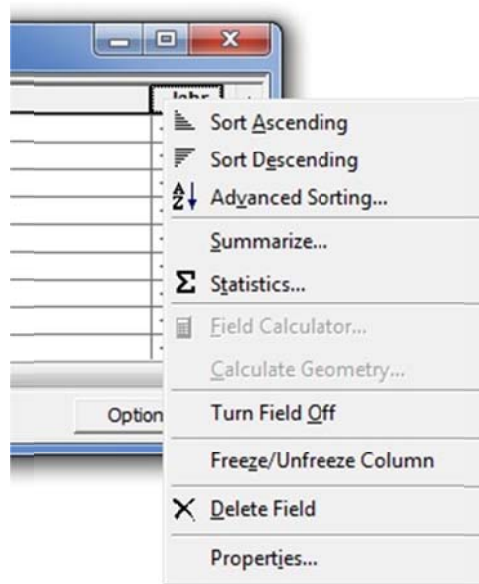 Jahr
Sort Ascending
Sort Descending
Advanced Sorting...
Summarize...
Σ Statistics...
Field Calculator...
Calculate Geometry...
Option
Turn Field Off
Freeze/Unfreeze Column
Delete Field
Properties...